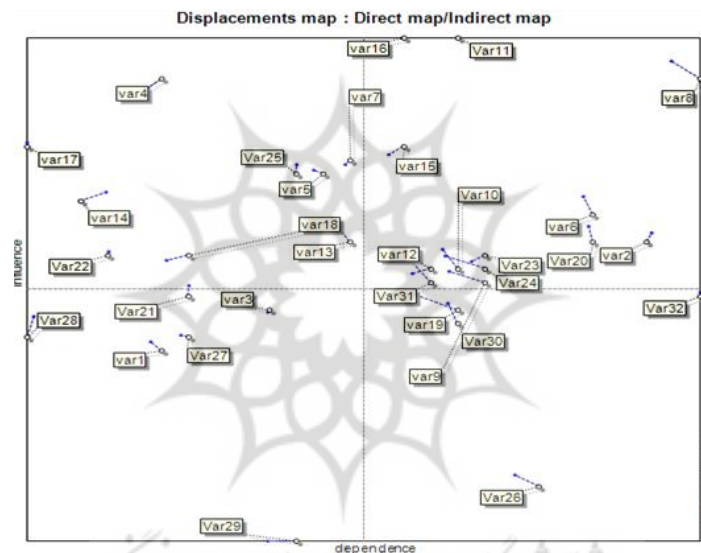 Displacements map : Direct map/Indirect map
var16
Var11
var4
var7
var8
var17
Var25
var15
var5
Var10
var14
var18
var6
var13
Var22
var12
Var23
Var20
var2
influence
Var24
Var21
var3
Var31
Var32
Var28
var19
Var30
var1
Var27
var9
Var26
Var29
dependence